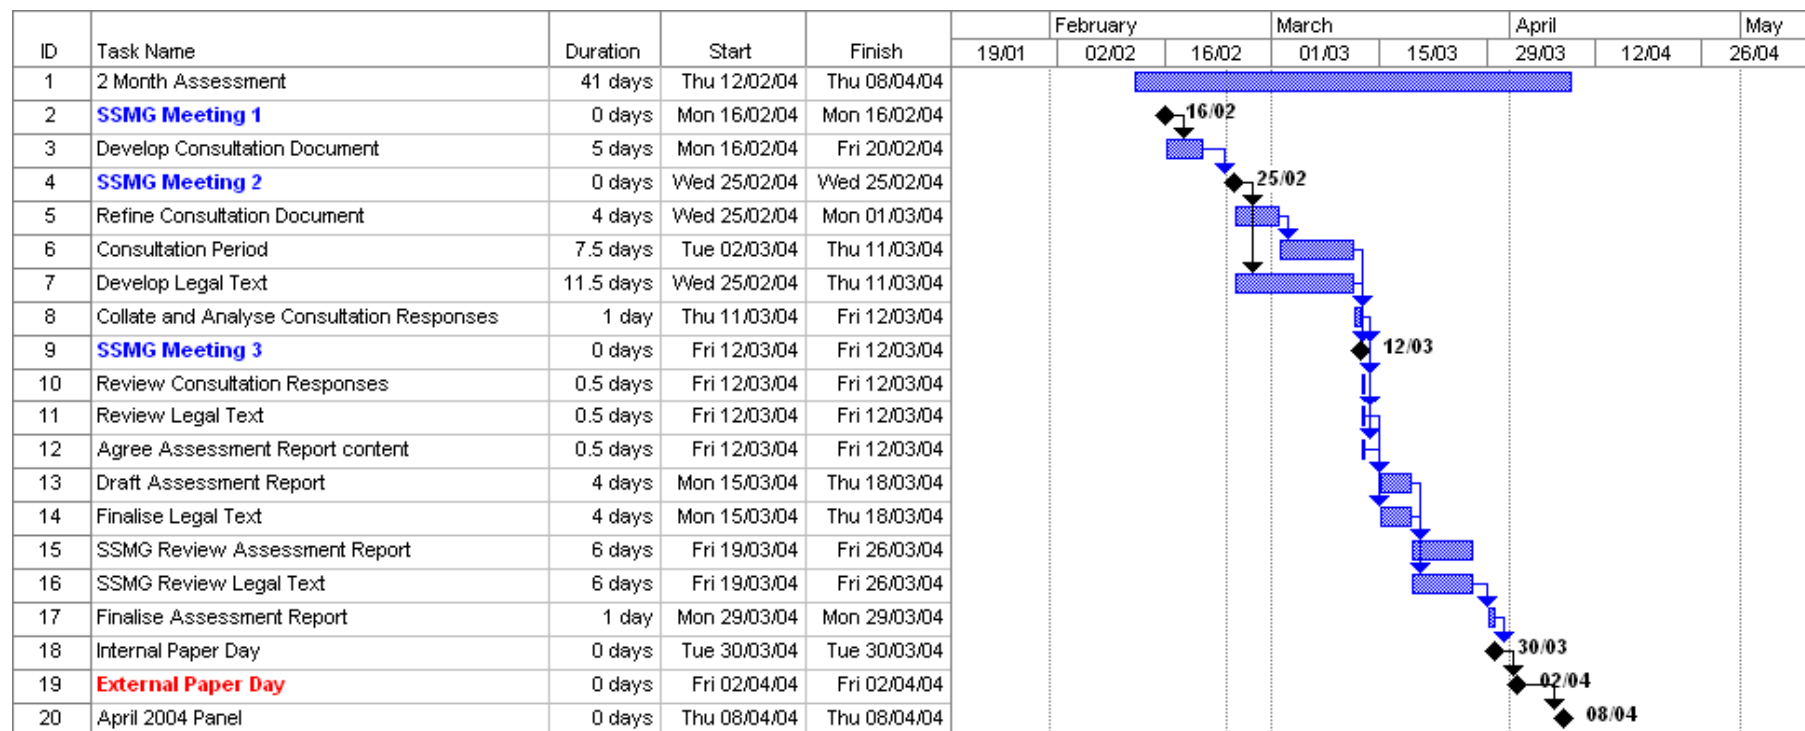 February March April May
ID Task Name Duration Start Finish 19/01 02/02 16/02 01/03 15/03 29/03 12/04 26/04
1 2 Month Assessment 41 days Thu 12/02/04 Thu 08/04/04
2 SSMG Meeting 1 0 days Mon 16/02/04 Mon 16/02/04 16/02
3 Develop Consultation Document 5 days Mon 16/02/04 Fri 20/02/04
4 SSMG Meeting 2 0 days Wed 25/02/04 Wed 25/02/04 25/02
5 Refine Consultation Document 4 days Wed 25/02/04 Mon 01/03/04
6 Consultation Period 7.5 days Tue 02/03/04 Thu 11/03/04
7 Develop Legal Text 11.5 days Wed 25/02/04 Thu 11/03/04
8 Collate and Analyse Consultation Responses 1 day Thu 11/03/04 Fri 12/03/04
9 SSMG Meeting 3 0 days Fri 12/03/04 Fri 12/03/04 12/03
10 Review Consultation Responses 0.5 days Fri 12/03/04 Fri 12/03/04
11 Review Legal Text 0.5 days Fri 12/03/04 Fri 12/03/04
12 Agree Assessment Report content 0.5 days Fri 12/03/04 Fri 12/03/04
13 Draft Assessment Report 4 days Mon 15/03/04 Thu 18/03/04
14 Finalise Legal Text 4 days Mon 15/03/04 Thu 18/03/04
15 SSMG Review Assessment Report 6 days Fri 19/03/04 Fri 26/03/04
16 SSMG Review Legal Text 6 days Fri 19/03/04 Fri 26/03/04
17 Finalise Assessment Report 1 day Mon 29/03/04 Mon 29/03/04
18 Internal Paper Day 0 days Tue 30/03/04 Tue 30/03/04 30/03
19 External Paper Day 0 days Fri 02/04/04 Fri 02/04/04 02/04
20 April 2004 Panel 0 days Thu 08/04/04 Thu 08/04/04 08/04